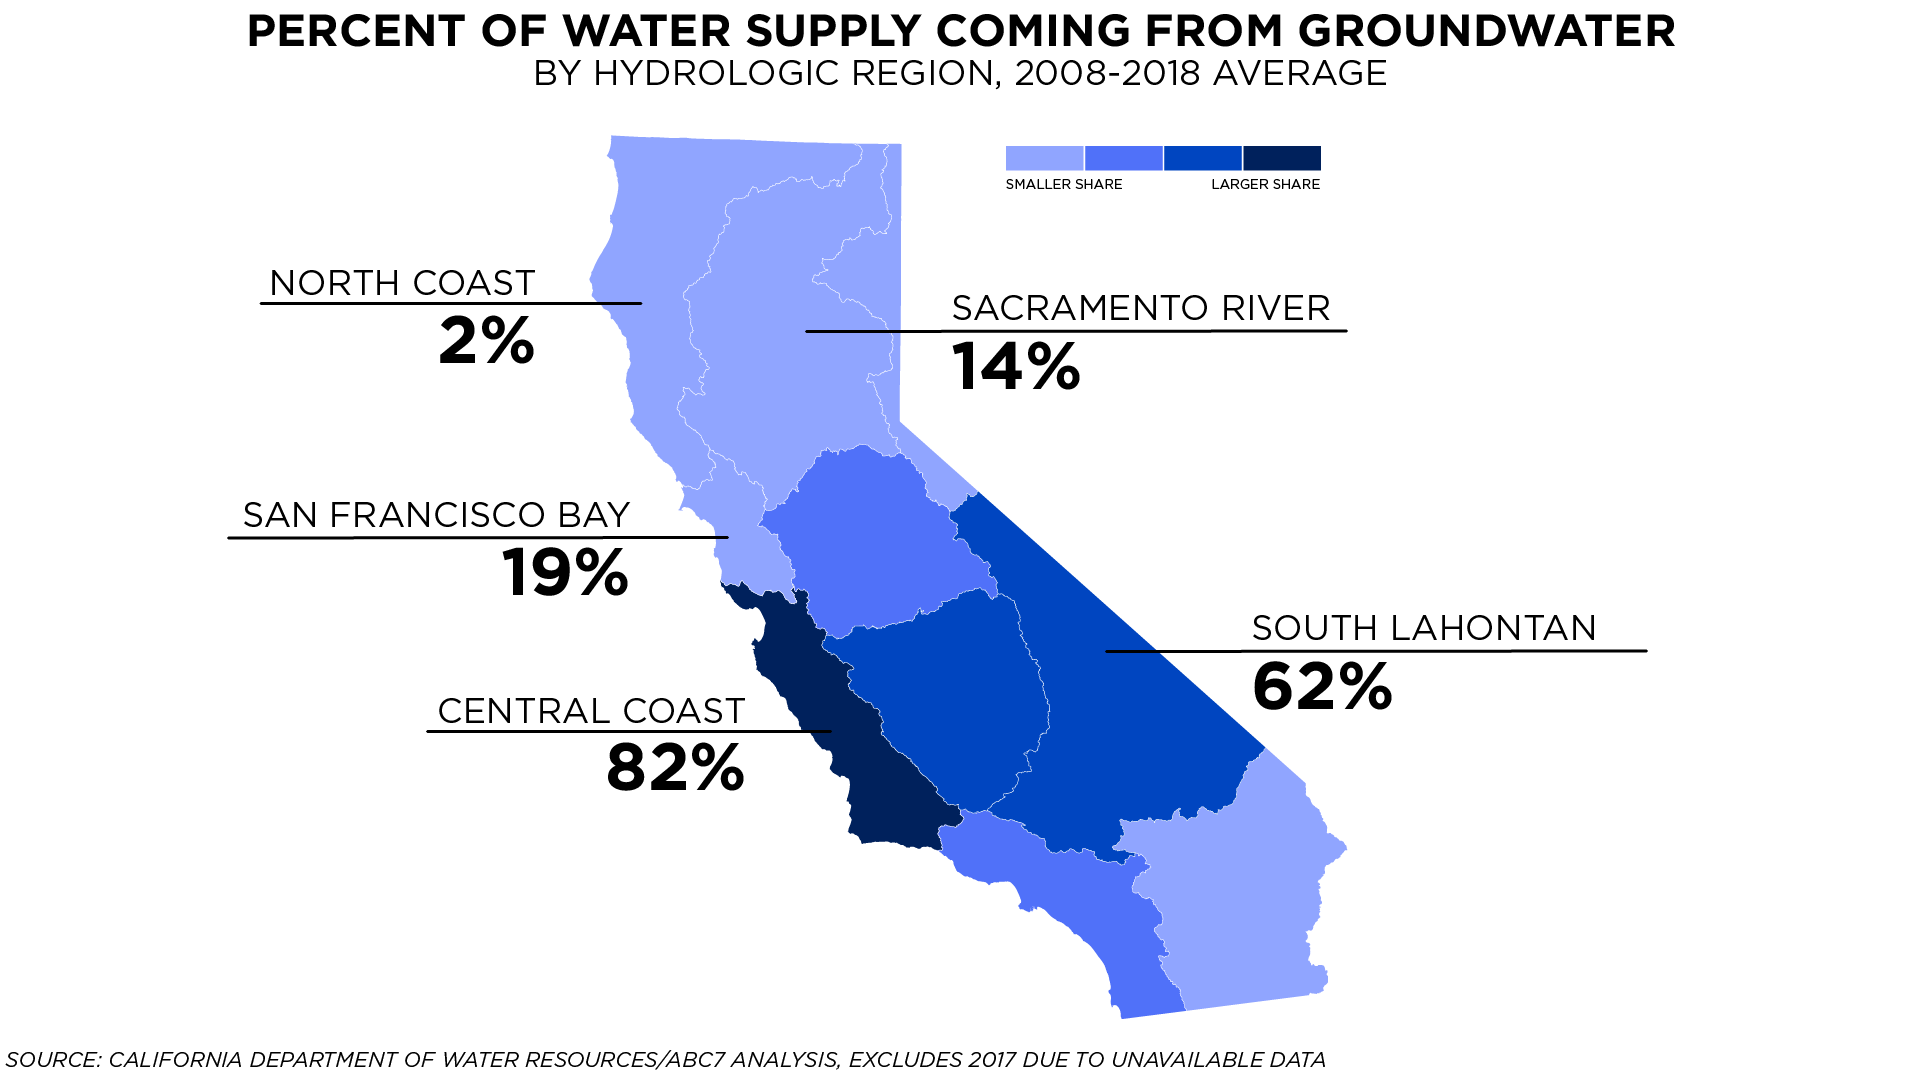 PERCENT OF WATER SUPPLY COMING FROM GROUNDWATER
BY HYDROLOGIC REGION, 2008-2018 AVERAGE
SMALLER SHARE
LARGER SHARE
NORTH COAST
2%
SACRAMENTO RIVER
14%
SAN FRANCISCO BAY
19%
SOUTH LAHONTAN
62%
CENTRAL COAST
82%
SOURCE: CALIFORNIA DEPARTMENT OF WATER RESOURCES/ABC7 ANALYSIS, EXCLUDES 2017 DUE TO UNAVAILABLE DATA